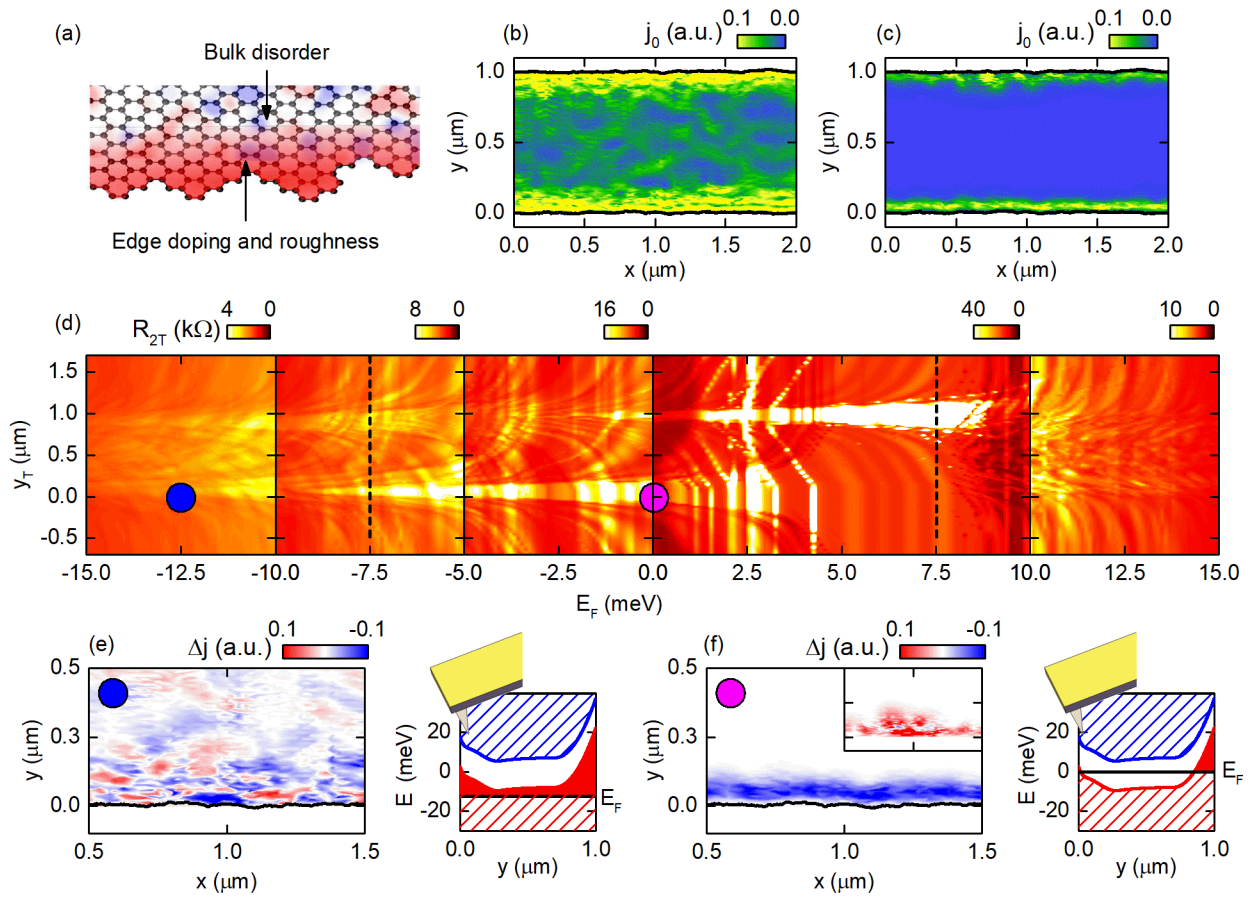 (a)
Bulk disorder
Edge doping and roughness
(b)
j0 (a.u.)
0.1 0.0
1.0
0.5
0.0
y (μm)
0.0 0.5 1.0 1.5 2.0
x (μm)
(c)
j0 (a.u.)
0.1 0.0
1.0
0.5
0.0
y (μm)
0.0 0.5 1.0 1.5 2.0
x (μm)
(d)
R2T (kΩ)
4 0
8 0
16 0
40 0
10 0
1.5
1.0
0.5
0.0
-0.5
yT (μm)
-15.0 -12.5 -10.0 -7.5 -5.0 -2.5 0.0 2.5 5.0 7.5 10.0 12.5 15.0
EF (meV)
(e)
Δj (a.u.)
0.1 -0.1
0.5
0.3
0.0
y (μm)
0.5 1.0 1.5
x (μm)
20
0
-20
E (meV)
EF
0.0 1.0
y (μm)
(f)
Δj (a.u.)
0.1 -0.1
0.5
0.3
0.0
y (μm)
0.5 1.0 1.5
x (μm)
20
0
-20
E (meV)
EF
0.0 1.0
y (μm)